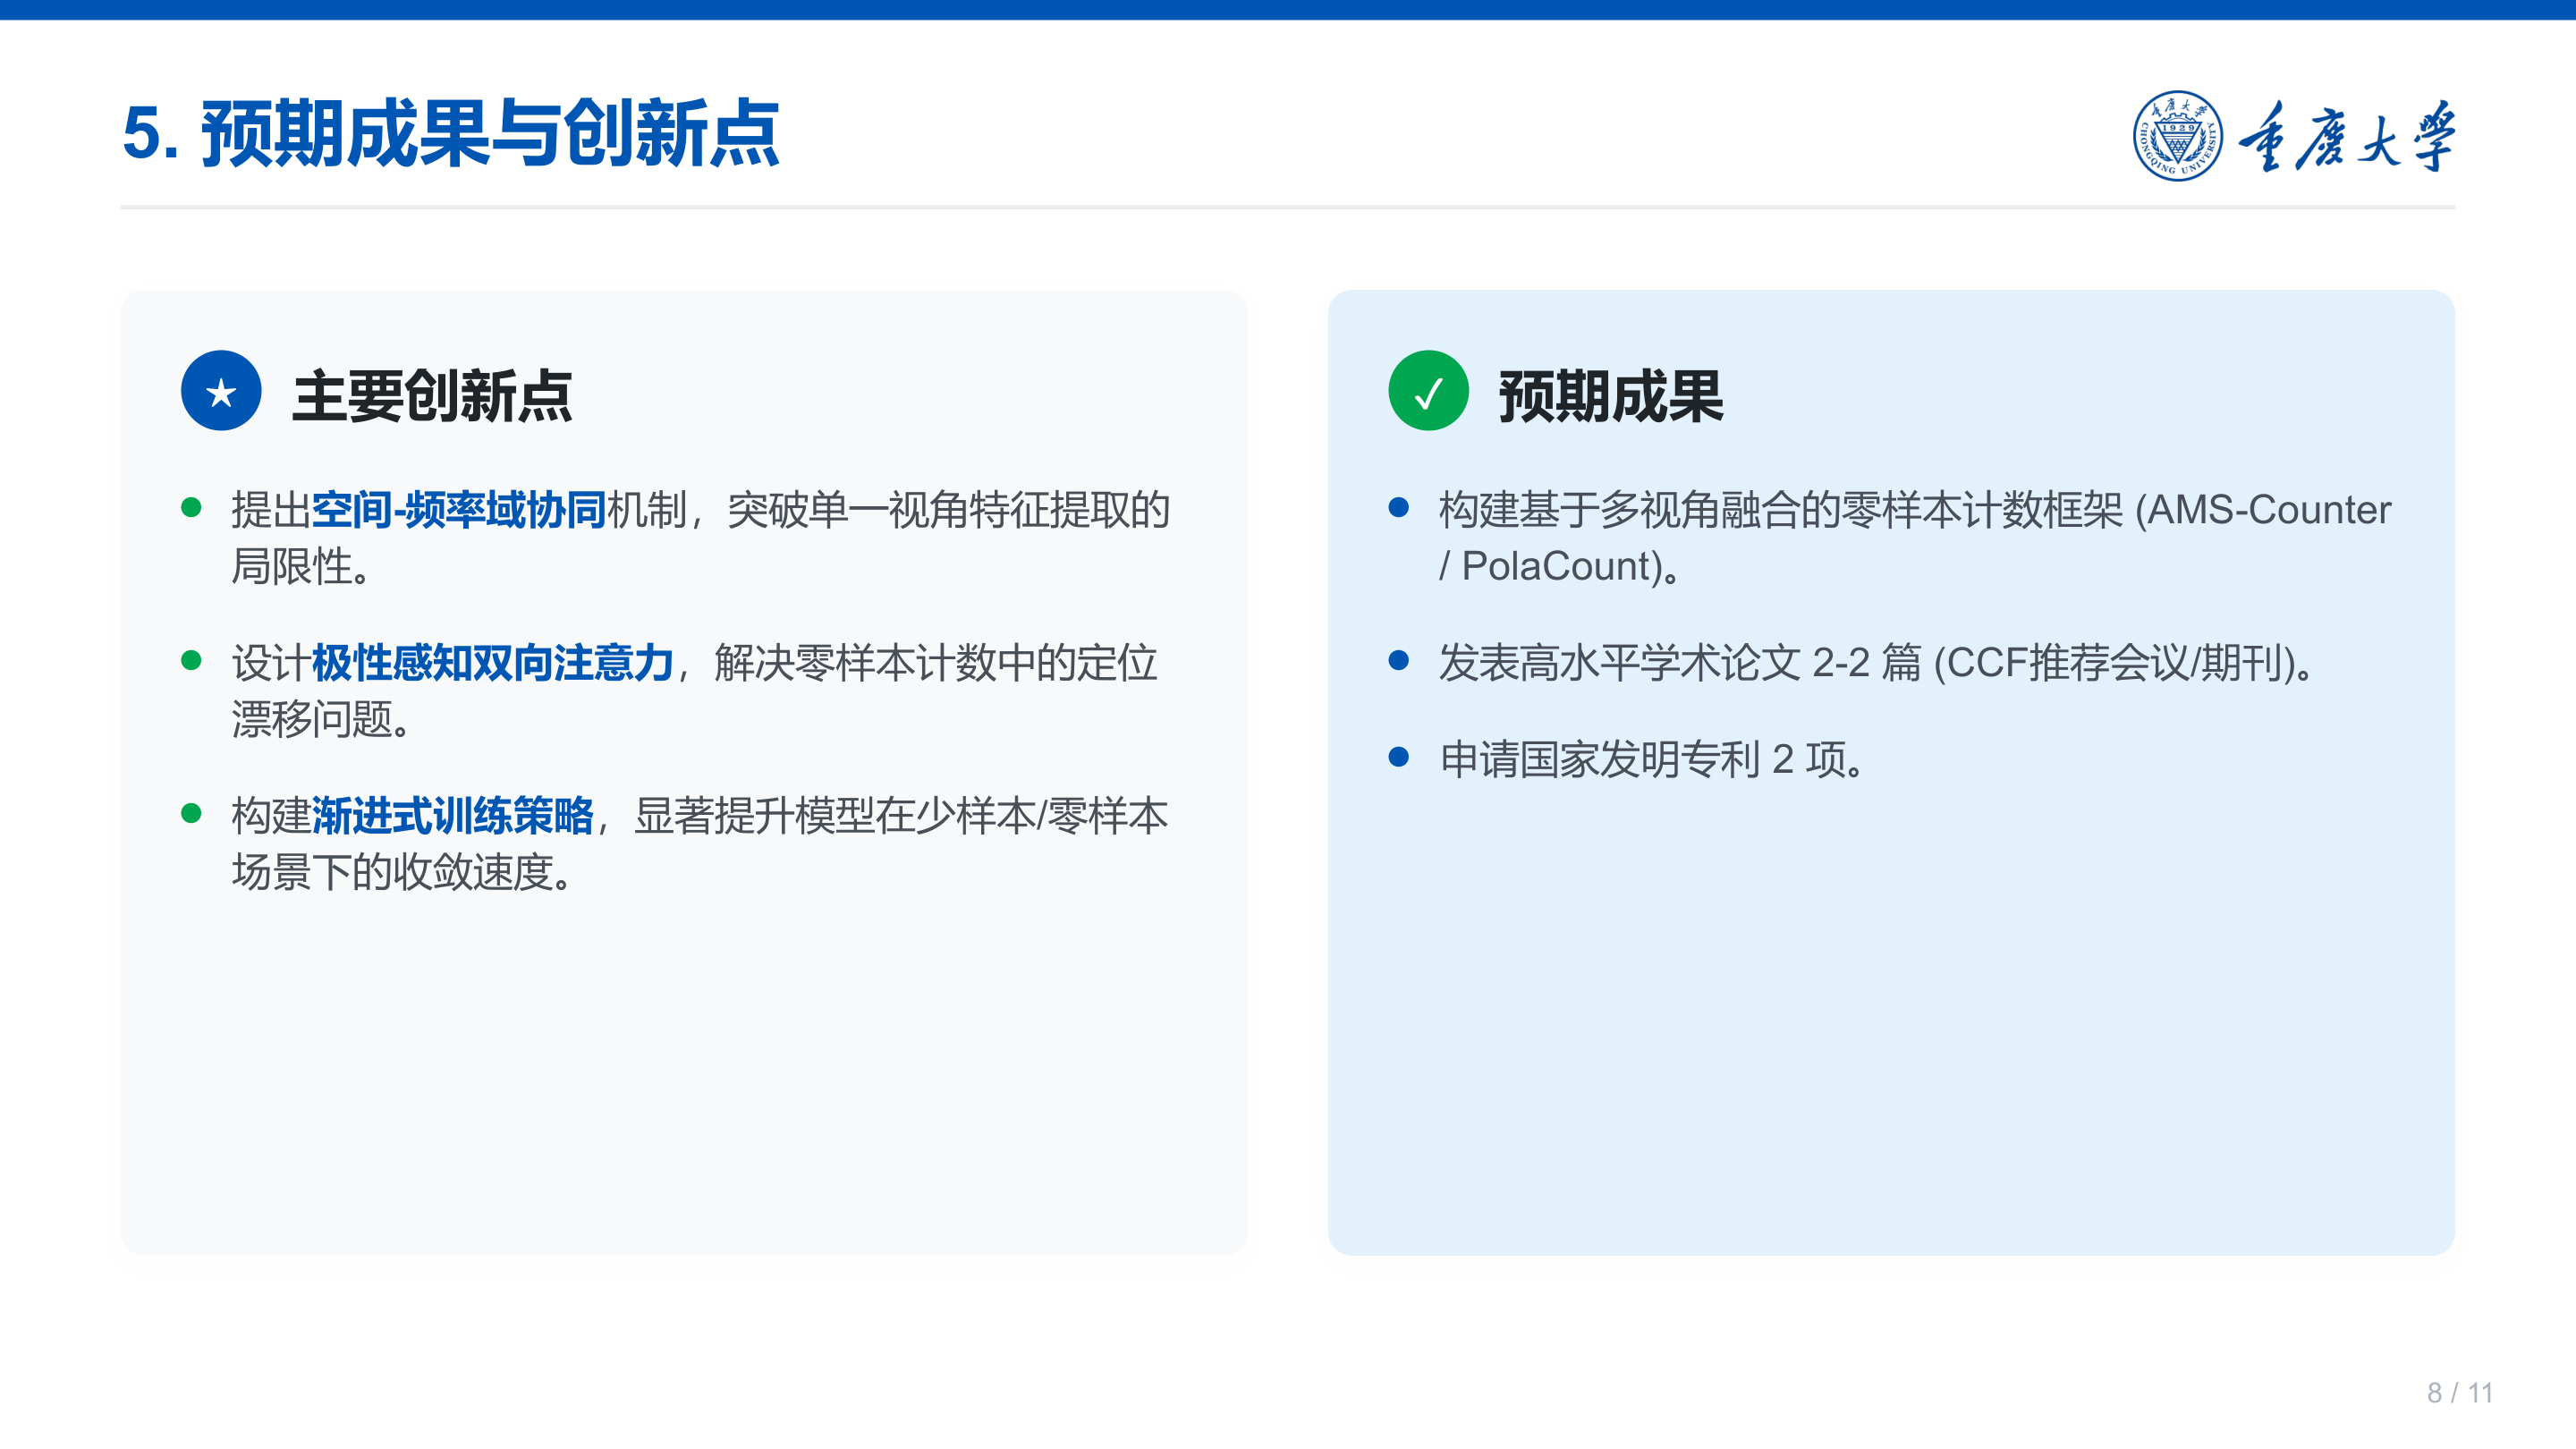 5. 预期成果与创新点
重庆大学
CHONGQING UNIVERSITY
1929
重庆大学
主要创新点
提出空间-频率域协同机制，突破单一视角特征提取的
局限性。
设计极性感知双向注意力，解决零样本计数中的定位
漂移问题。
构建渐进式训练策略，显著提升模型在少样本/零样本
场景下的收敛速度。
预期成果
构建基于多视角融合的零样本计数框架 (AMS-Counter
/ PolaCount)。
发表高水平学术论文 2-2 篇 (CCF推荐会议/期刊)。
申请国家发明专利 2 项。
8 / 11